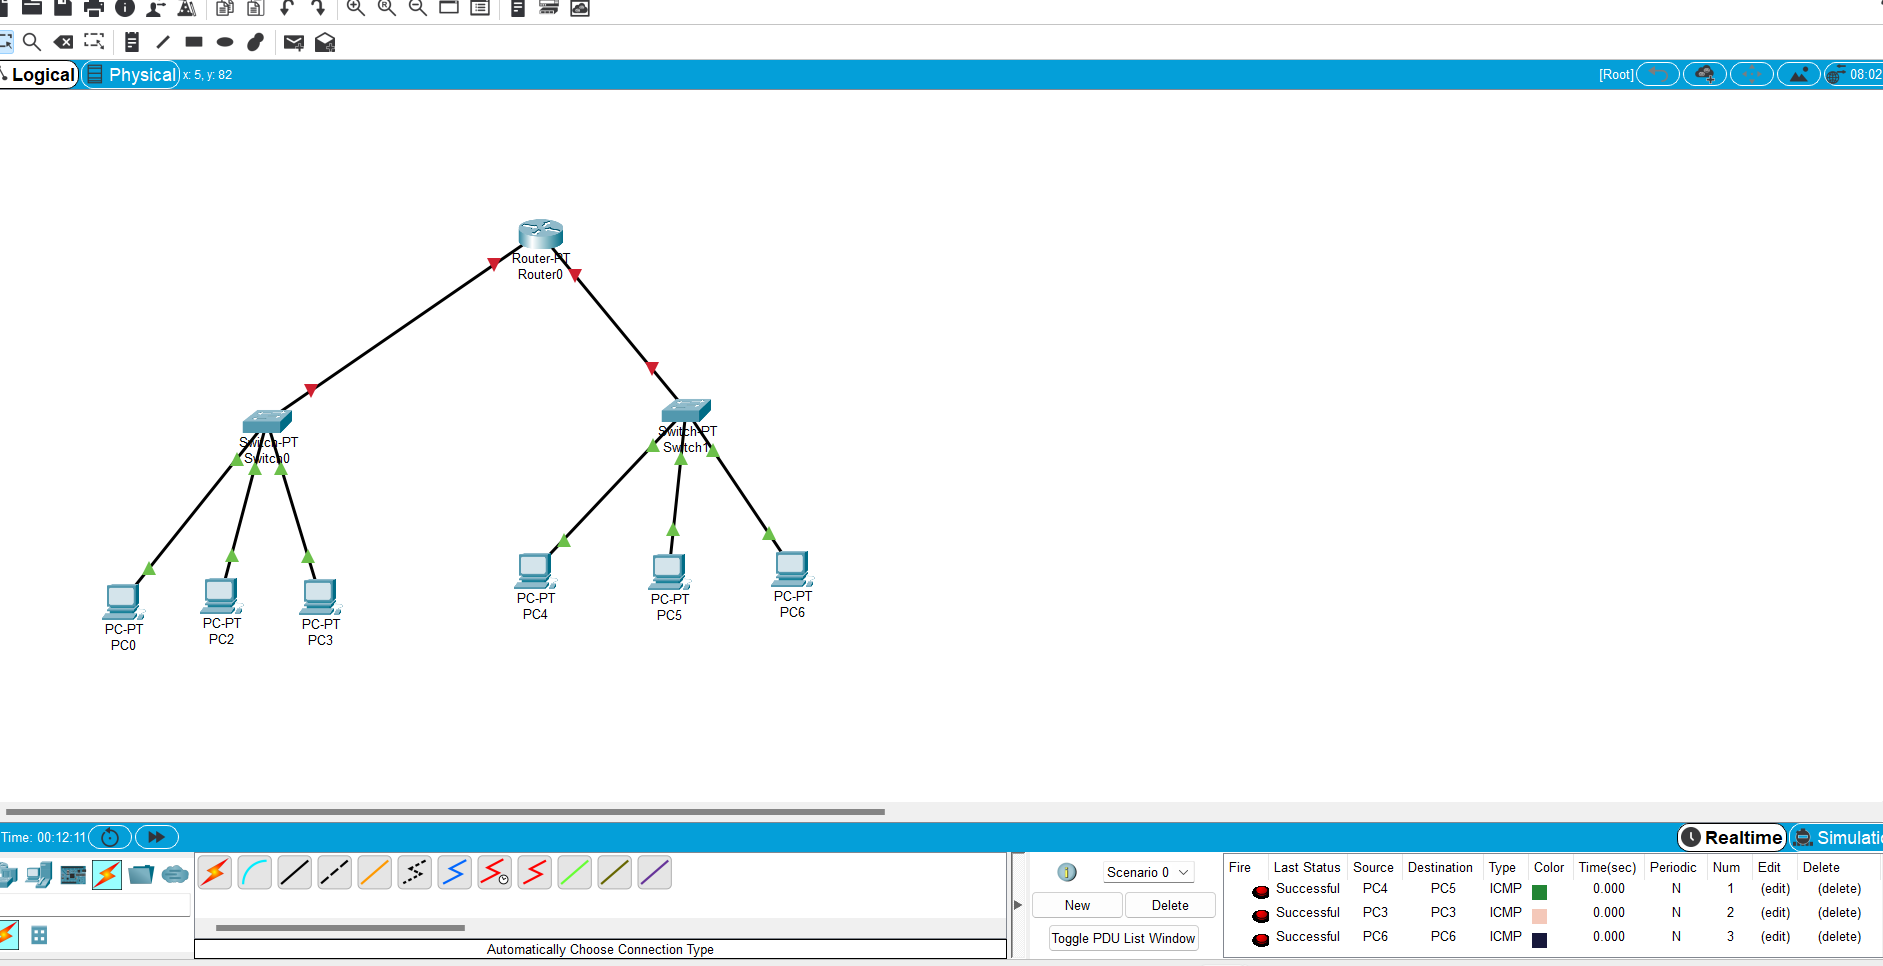 Logical Physical x: 5, y: 82 [Root] 08:02
Router-PT
Router0
Switch-PT
Switch0
Switch-PT
Switch1
PC-PT
PC0
PC-PT
PC2
PC-PT
PC3
PC-PT
PC4
PC-PT
PC5
PC-PT
PC6
Time: 00:12:11 Realtime Simulati
Scenario 0
New Delete
Toggle PDU List Window
Automatically Choose Connection Type
Fire Last Status Source Destination Type Color Time(sec) Periodic Num Edit Delete
Successful PC4 PC5 ICMP 0.000 N 1 (edit) (delete)
Successful PC3 PC3 ICMP 0.000 N 2 (edit) (delete)
Successful PC6 PC6 ICMP 0.000 N 3 (edit) (delete)